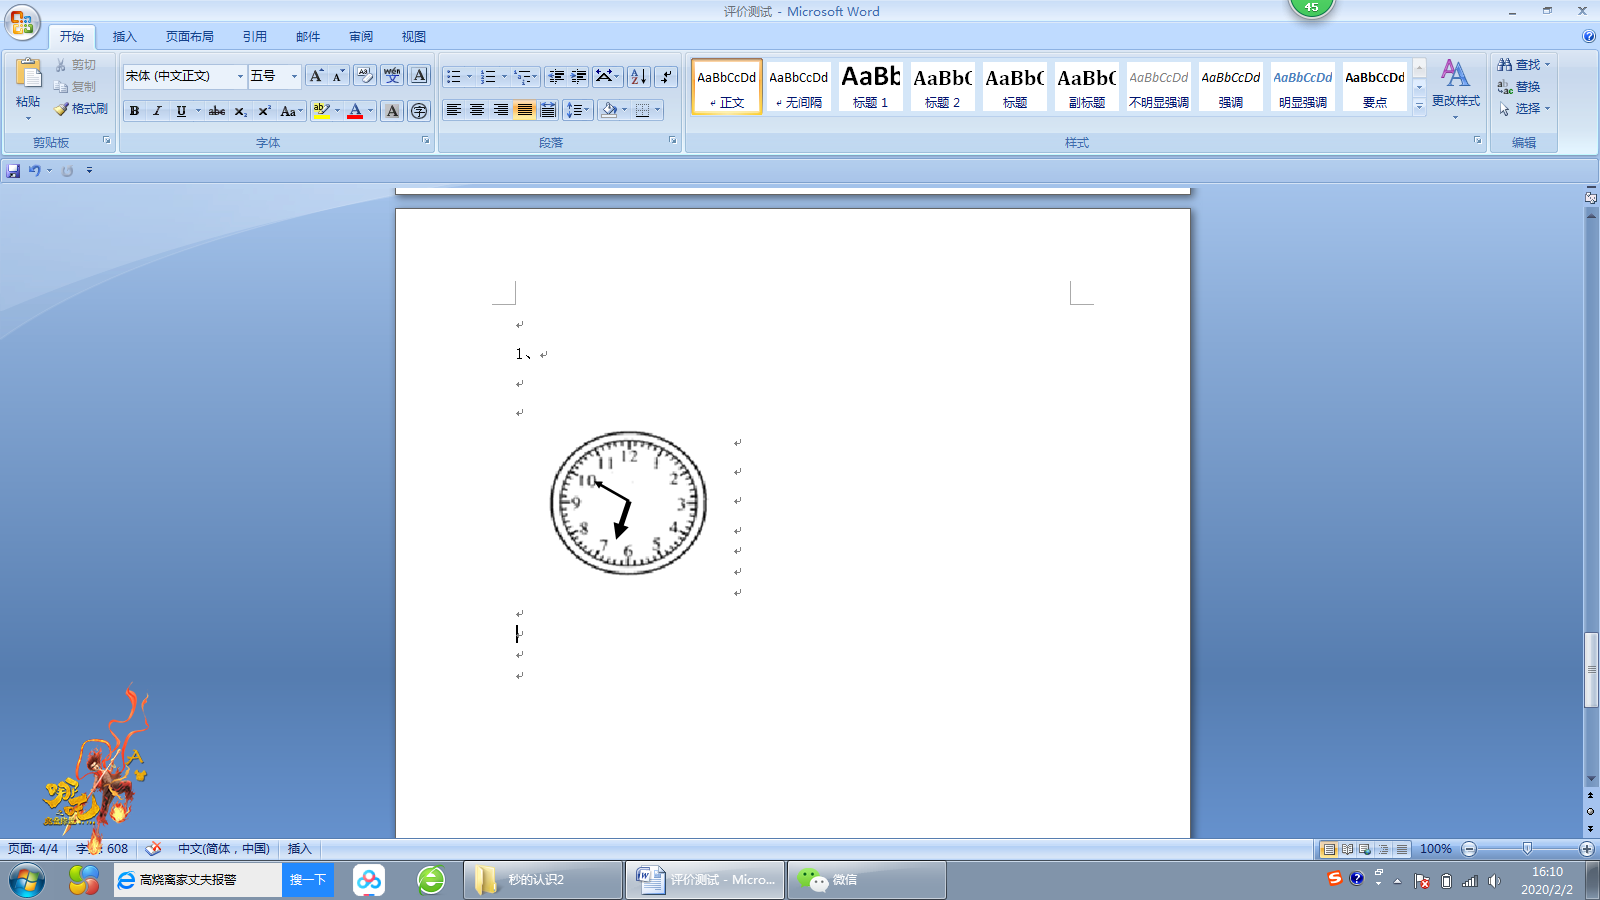 评价测试 - Microsoft Word
45
开始 插入 页面布局 引用 邮件 审阅 视图
粘贴
剪切
复制
格式刷
剪贴板
宋体 (中文正文) 五号
字体
段落
AaBbCcDd AaBbCcDd AaBb AaBbC AaBbC AaBbC AaBbCcDd AaBbCcDd AaBbCcDd AaBbCcDd
正文 无间隔 标题 1 标题 2 标题 副标题 不明显强调 强调 明显强调 要点
更改样式
样式
查找
替换
选择
编辑
1、
12
11 1
10 2
9 3
8 4
7 6 5
页面: 4/4 608 中文(简体，中国) 插入 100%
高烧离家丈夫报警 搜一下 秒的认识2 评价测试 - Micro... 微信
16:10
2020/2/2